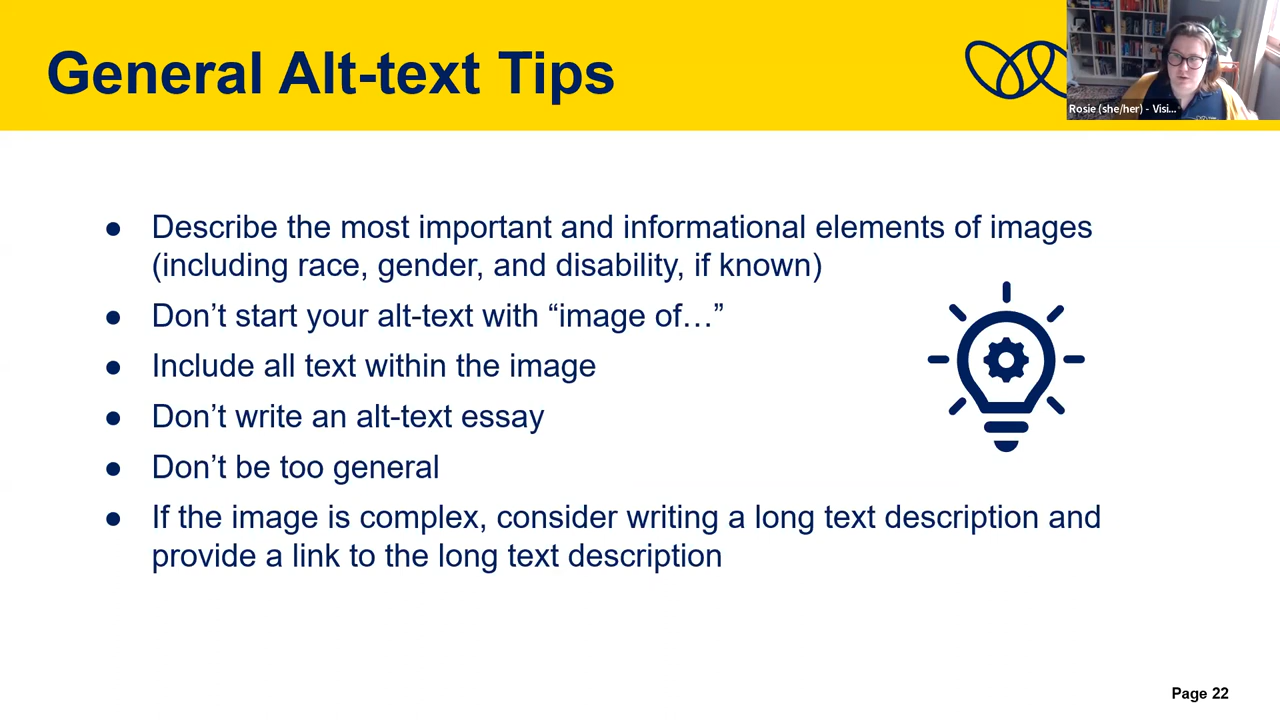 General Alt-text Tips
Rosie (she/her) - Visi...
● Describe the most important and informational elements of images
(including race, gender, and disability, if known)
● Don’t start your alt-text with “image of…”
● Include all text within the image
● Don’t write an alt-text essay
● Don’t be too general
● If the image is complex, consider writing a long text description and
provide a link to the long text description
Page 22